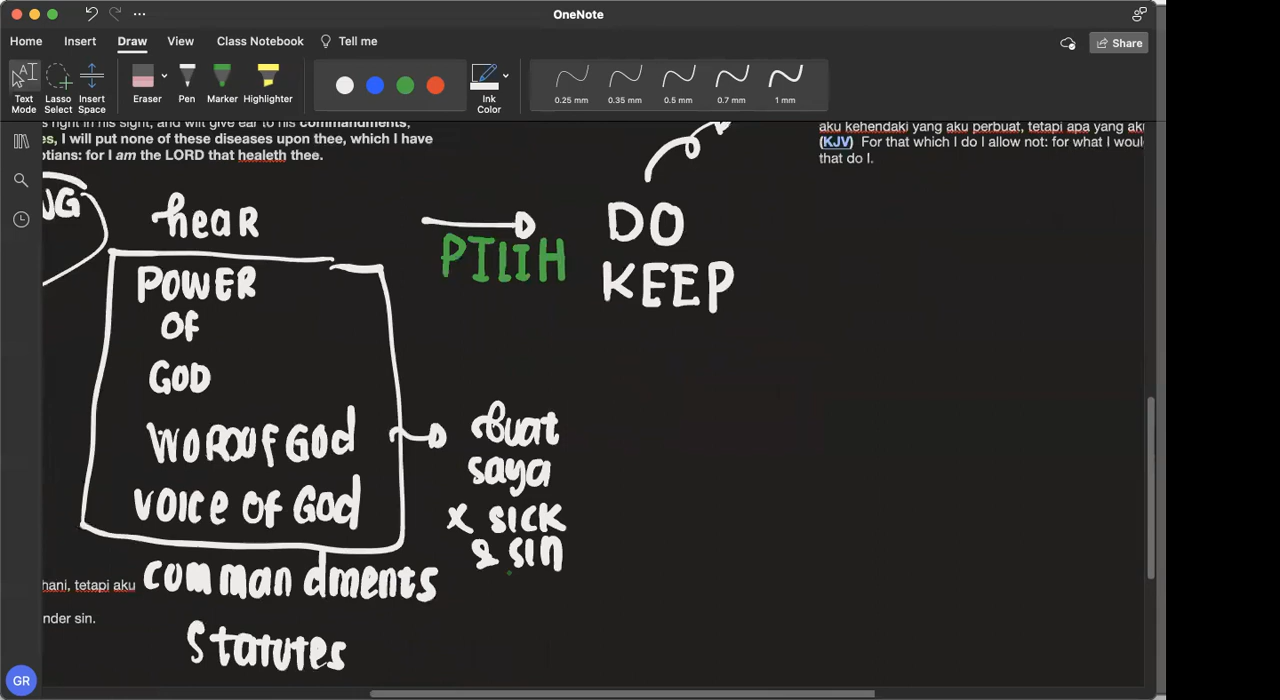 OneNote
Home Insert Draw View Class Notebook Tell me
Share
Text Mode
Lasso Select
Insert Space
Eraser
Pen
Marker
Highlighter
Ink Color
0.25 mm 0.35 mm 0.5 mm 0.7 mm 1 mm
s right in his sight, and will give ear to his commandments,
es, I will put none of these diseases upon thee, which I have
ptians: for I am the LORD that healeth thee.
aku kehendaki yang aku perbuat, tetapi apa yang aku
(KJV) For that which I do I allow not: for what I woul
that do I.
NG
hear
PILIH
DO
KEEP
POWER
OF
GOD
WORD OF GOD
VOICE OF GOD
buat
saya
x sick
& sin
commandments
statutes
hani, tetapi aku
nder sin.
GR